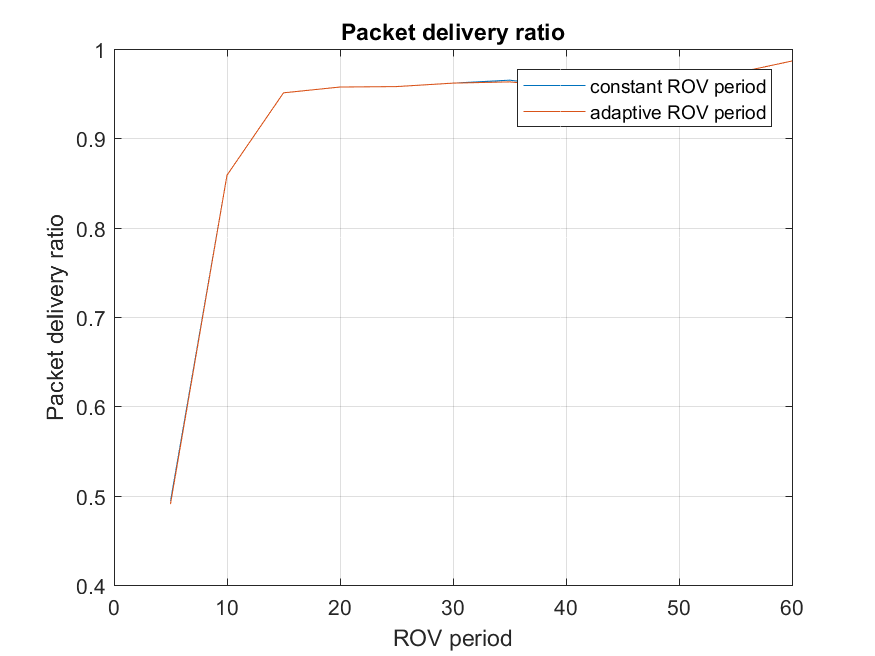 Packet delivery ratio
1
0.9
0.8
0.7
0.6
0.5
0.4
Packet delivery ratio
constant ROV period
adaptive ROV period
0 10 20 30 40 50 60
ROV period